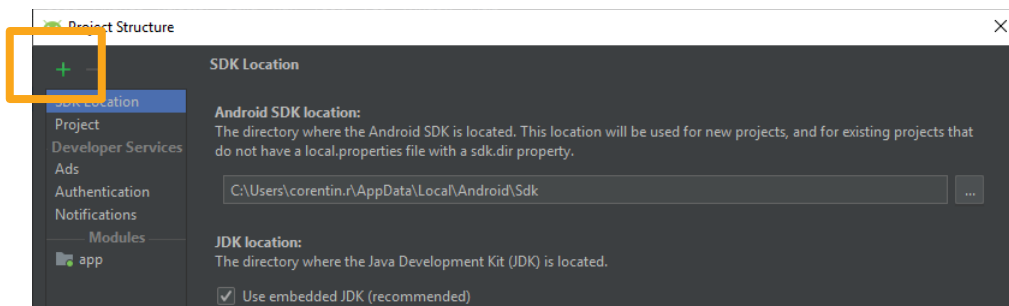 Project Structure
SDK Location
SDK Location
Project
Developer Services
Ads
Authentication
Notifications
Modules
app
Android SDK location:
The directory where the Android SDK is located. This location will be used for new projects, and for existing projects that
do not have a local.properties file with a sdk.dir property.
C:\Users\corentin.r\AppData\Local\Android\Sdk
...
JDK location:
The directory where the Java Development Kit (JDK) is located.
Use embedded JDK (recommended)